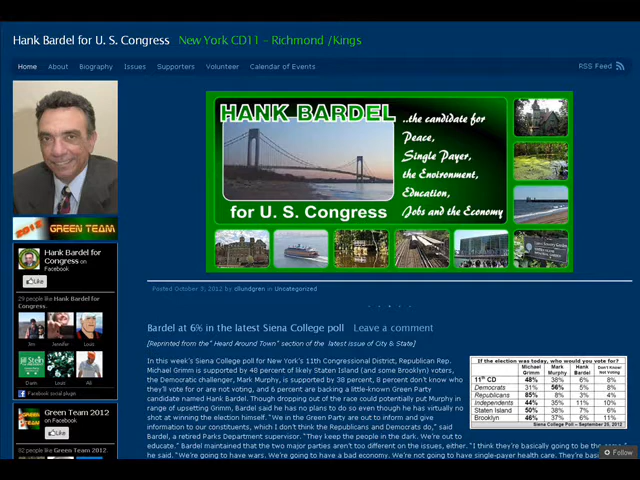 Hank Bardel for U. S. Congress New York CD11 – Richmond /Kings
Home About Biography Issues Supporters Volunteer Calendar of Events RSS Feed
HANK BARDEL
..the candidate for
Peace,
Single Payer,
the Environment,
Education,
Jobs and the Economy
for U. S. Congress
2012 GREEN TEAM
Hank Bardel for
Congress on
Facebook
Like
29 people like Hank Bardel for
Congress.
Jim Jennifer Louis
Darin Louis Ali
Facebook social plugin
Green Team 2012
on Facebook
Like
82 people like Green Team 2012
Posted October 3, 2012 by cllundgren in Uncategorized
Bardel at 6% in the latest Siena College poll Leave a comment
[Reprinted from the "Heard Around Town" section of the latest issue of City & State]
In this week's Siena College poll for New York's 11th Congressional District, Republican Rep.
Michael Grimm is supported by 48 percent of likely Staten Island (and some Brooklyn) voters,
the Democratic challenger, Mark Murphy, is supported by 38 percent, 8 percent don't know who
they'll vote for or are not voting, and 6 percent are backing a little-known Green Party
candidate named Hank Bardel. Though dropping out of the race could potentially put Murphy in
range of upsetting Grimm, Bardel said he has no plans to do so even though he has virtually no
shot at winning the election himself. "We in the Green Party are out to inform and give
information to our constituents, which I don't think the Republicans and Democrats do," said
Bardel, a retired Parks Department supervisor. "They keep the people in the dark. We're out to
educate." Bardel maintained that the two major parties aren't too different on the issues, either. "I think they're basically going to be the
he said. "We're going to have wars. We're going to have a bad economy. We're not going to have single-payer health care. They're basic
If the election was today, who would you vote for?
Michael Grimm Mark Murphy Hank Bardel Don't Know/ Not Voting
11th CD 48% 38% 6% 8%
Democrats 31% 56% 5% 8%
Republicans 85% 8% 3% 4%
Independents 44% 35% 11% 10%
Staten Island 50% 38% 7% 6%
Brooklyn 46% 37% 6% 11%
Siena College Poll – September 25, 2012
Follow